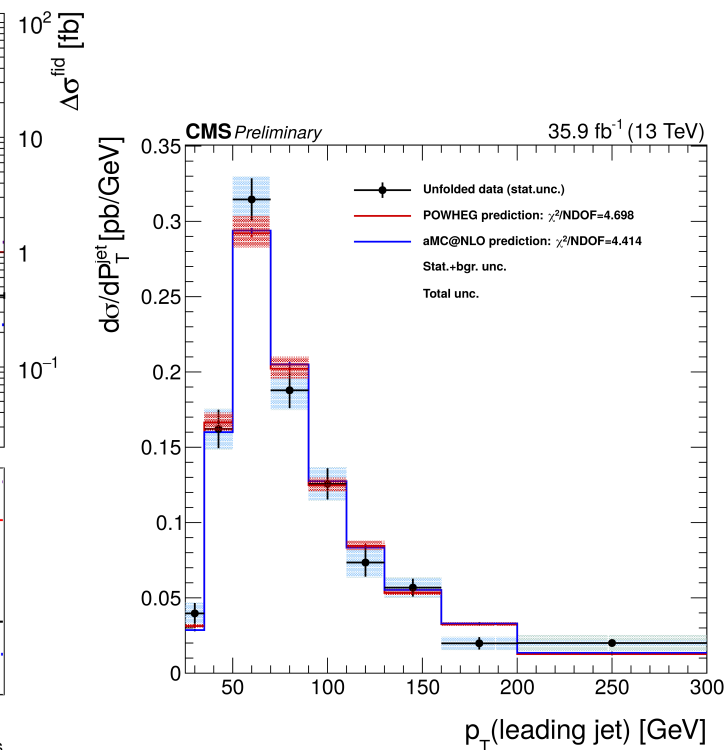 10²
Δσ^fid [fb]
10
1
10⁻¹
CMS Preliminary
35.9 fb⁻¹ (13 TeV)
dσ/dP_T^jet [pb/GeV]
0.35
0.3
0.25
0.2
0.15
0.1
0.05
0
Unfolded data (stat.unc.)
POWHEG prediction: χ²/NDOF=4.698
aMC@NLO prediction: χ²/NDOF=4.414
Stat.+bgr. unc.
Total unc.
50 100 150 200 250 300
p_T(leading jet) [GeV]